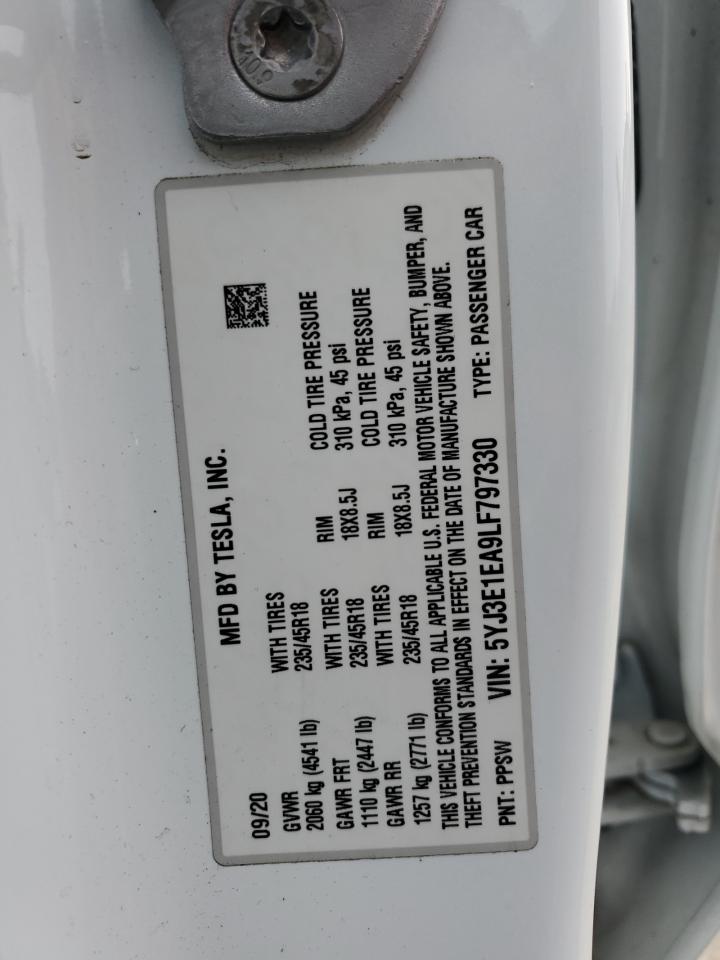 10.9
MFD BY TESLA, INC.
09/20
GVWR WITH TIRES RIM COLD TIRE PRESSURE
2060 kg (4541 lb) 235/45R18 18X8.5J 310 kPa, 45 psi
GAWR FRT WITH TIRES RIM COLD TIRE PRESSURE
1110 kg (2447 lb) 235/45R18 18X8.5J 310 kPa, 45 psi
GAWR RR WITH TIRES
1257 kg (2771 lb) 235/45R18
THIS VEHICLE CONFORMS TO ALL APPLICABLE U.S. FEDERAL MOTOR VEHICLE SAFETY, BUMPER, AND
THEFT PREVENTION STANDARDS IN EFFECT ON THE DATE OF MANUFACTURE SHOWN ABOVE.
PNT: PPSW VIN: 5YJ3E1EA9LF797330 TYPE: PASSENGER CAR